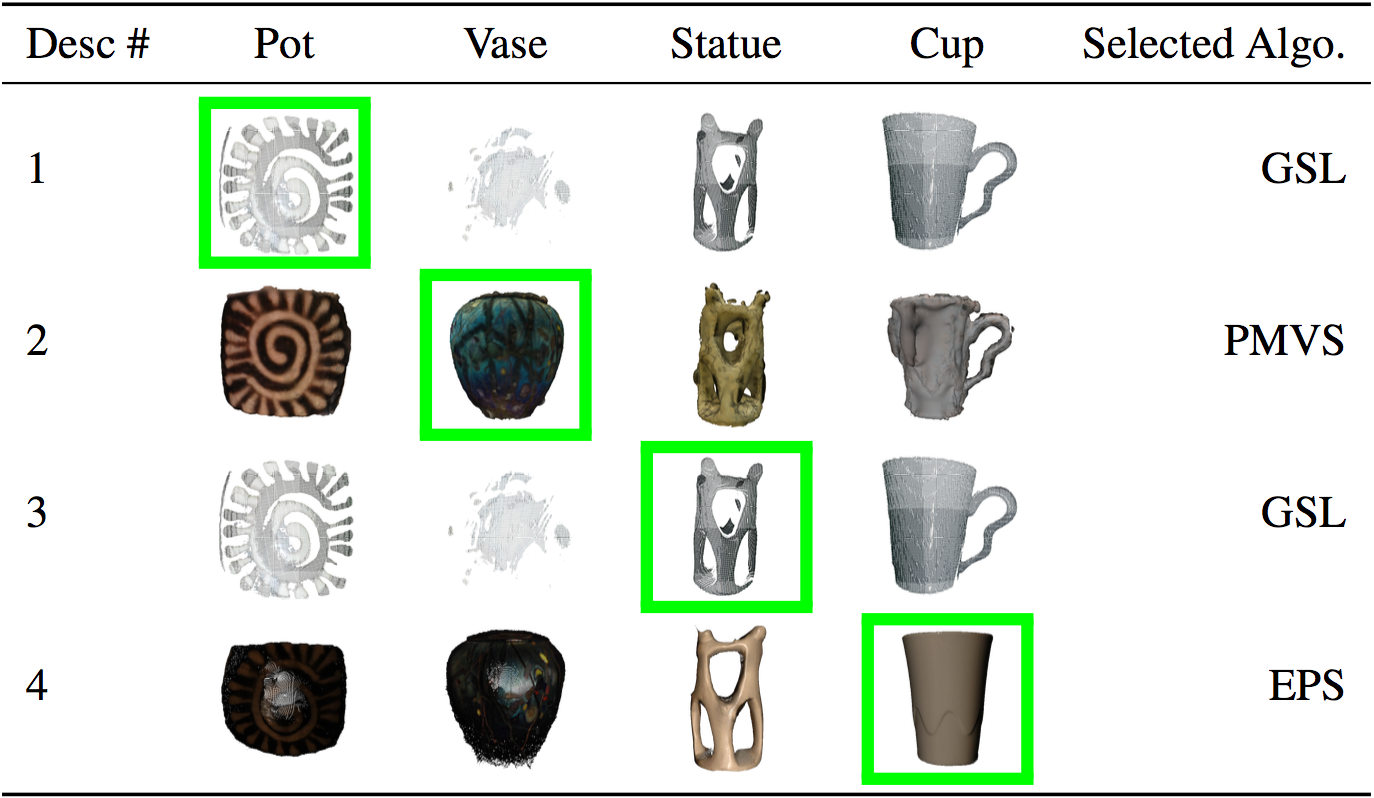 Desc # Pot Vase Statue Cup Selected Algo.
1 GSL
2 PMVS
3 GSL
4 EPS